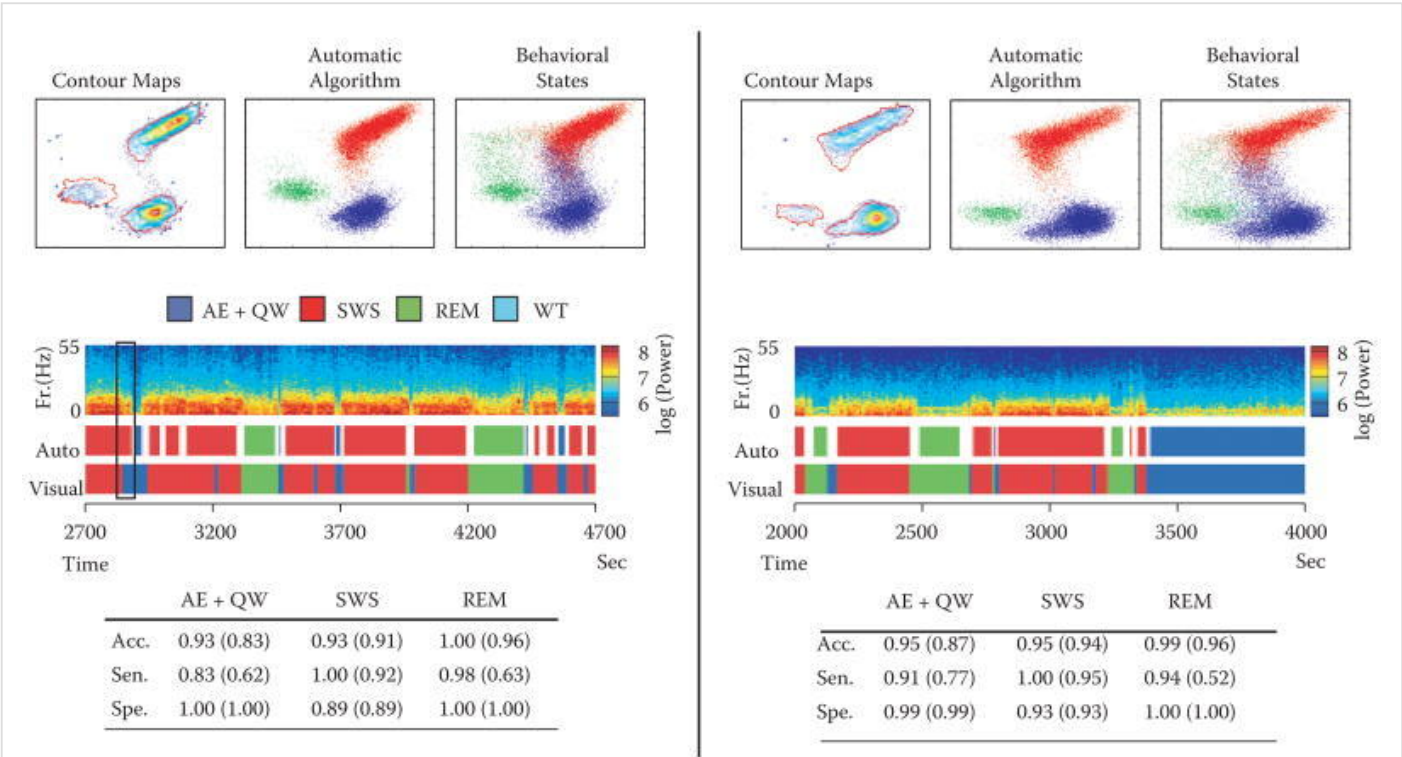 Contour Maps
Automatic
Algorithm
Behavioral
States
AE + QW SWS REM WT
Fr.(Hz)
55
0
8
7
6
log (Power)
Auto
Visual
2700 3200 3700 4200 4700
Time Sec
AE + QW SWS REM
Acc. 0.93 (0.83) 0.93 (0.91) 1.00 (0.96)
Sen. 0.83 (0.62) 1.00 (0.92) 0.98 (0.63)
Spe. 1.00 (1.00) 0.89 (0.89) 1.00 (1.00)
Contour Maps
Automatic
Algorithm
Behavioral
States
Fr.(Hz)
55
0
8
7
6
log (Power)
Auto
Visual
2000 2500 3000 3500 4000
Time Sec
AE + QW SWS REM
Acc. 0.95 (0.87) 0.95 (0.94) 0.99 (0.96)
Sen. 0.91 (0.77) 1.00 (0.95) 0.94 (0.52)
Spe. 0.99 (0.99) 0.93 (0.93) 1.00 (1.00)